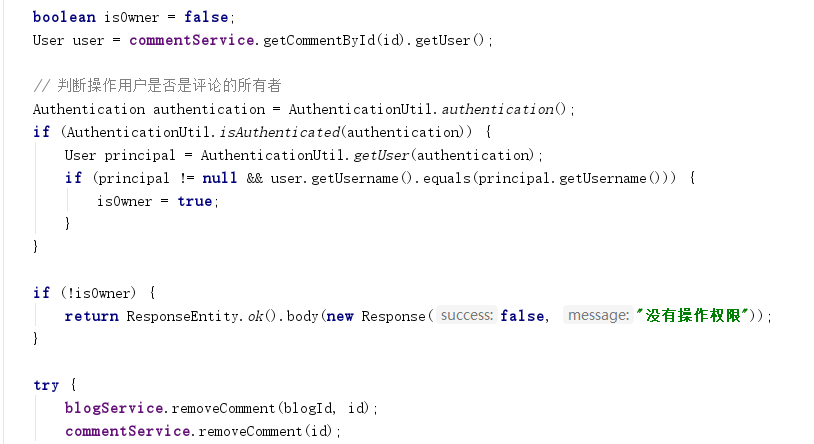 boolean isOwner = false;
User user = commentService.getCommentById(id).getUser();
// 判断操作用户是否是评论的所有者
Authentication authentication = AuthenticationUtil.authentication();
if (AuthenticationUtil.isAuthenticated(authentication)) {
User principal = AuthenticationUtil.getUser(authentication);
if (principal != null && user.getUsername().equals(principal.getUsername())) {
isOwner = true;
}
}
if (!isOwner) {
return ResponseEntity.ok().body(new Response( success: false, message: "没有操作权限"));
}
try {
blogService.removeComment(blogId, id);
commentService.removeComment(id);